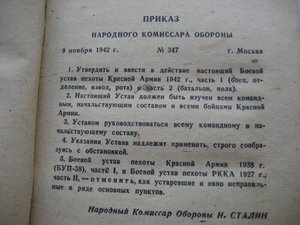 ПРИКАЗ
НАРОДНОГО КОМИССАРА ОБОРОНЫ
9 ноября 1942 г. № 347 г. Москва
1. Утвердить и ввести в действие настоящий Боевой
устав пехоты Красной Армии 1942 г., часть 1 (боец, от-
деление, взвод, рота) и часть 2 (батальон, полк).
2. Настоящий Устав должен быть изучен всем команд-
ным, начальствующим составом и всеми бойцами Красной
Армии.
3. Уставом руководствоваться всему командному и на-
чальствующему составу.
4. Указания Устава надлежит применять, строго сообразуясь
с обстановкой.
5. Боевой устав пехоты Красной Армии 1938 г.
(БУП-38), часть I, и Боевой устав пехоты РККА 1927 г.,
часть II, — отменить, как устаревшие и явно неправиль-
ные в ряде основных пунктов.
Народный Комиссар Обороны И. СТАЛИН